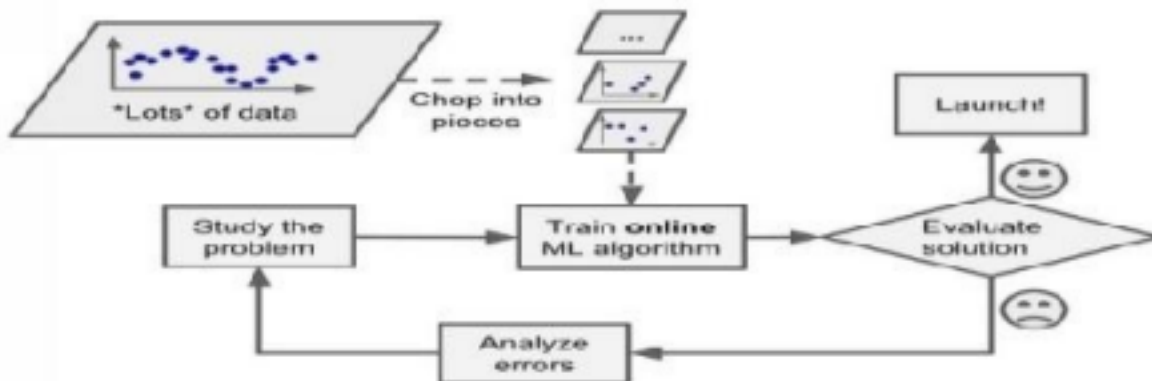 *Lots* of data
Chop into
pieces
...
Launch!
Study the
problem
Train online
ML algorithm
Evaluate
solution
Analyze
errors